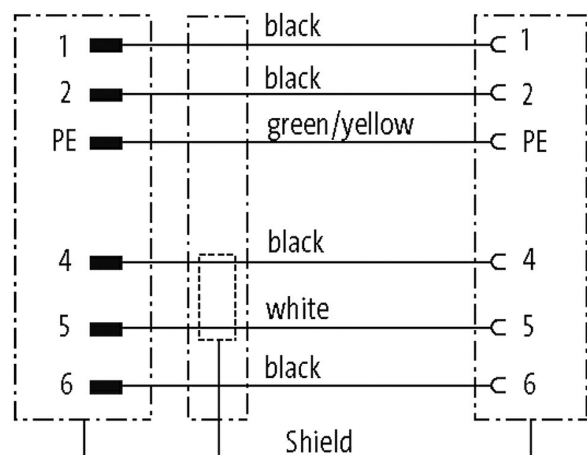 1 black 1
2 black 2
PE green/yellow PE
4 black 4
5 white 5
6 black 6
Shield